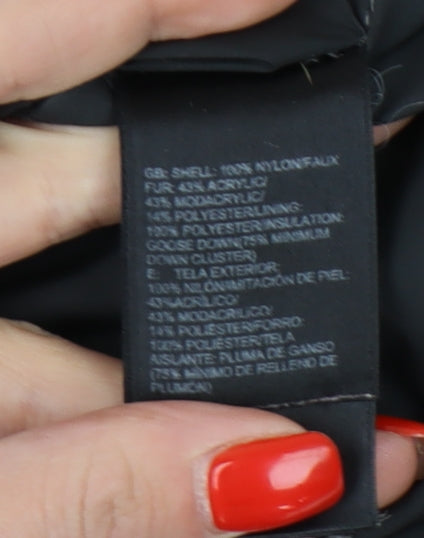 GB: SHELL: 100% NYLON/FAUX
FUR: 43% ACRYLIC/
43% MODACRYLIC/
14% POLYESTER/LINING:
100% POLYESTER/INSULATION:
GOOSE DOWN(75% MINIMUM
DOWN CLUSTER)
E: TELA EXTERIOR:
100% NILÓN/IMITACIÓN DE PIEL:
43%ACRÍLICO/
43% MODACRÍLICO/
14% POLIÉSTER/FORRO:
100% POLIÉSTER/TELA
AISLANTE: PLUMA DE GANSO
(75% MÍNIMO DE RELLENO DE
PLUMÓN)